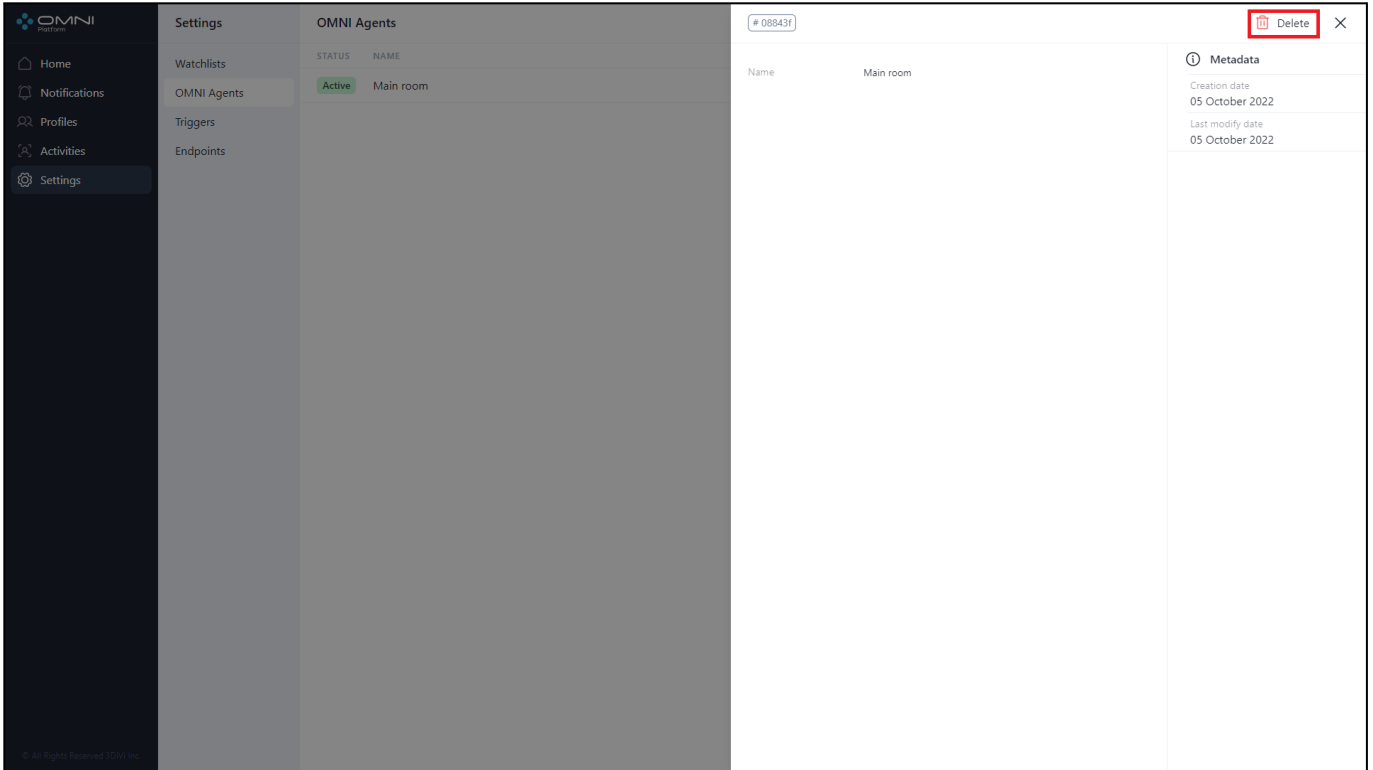 OMNI
Platform
Home
Notifications
Profiles
Activities
Settings
© All Rights Reserved 3DiVi Inc.
Settings
Watchlists
OMNI Agents
Triggers
Endpoints
OMNI Agents
STATUS NAME
Active Main room
# 08843f
Delete
Name Main room
Metadata
Creation date
05 October 2022
Last modify date
05 October 2022